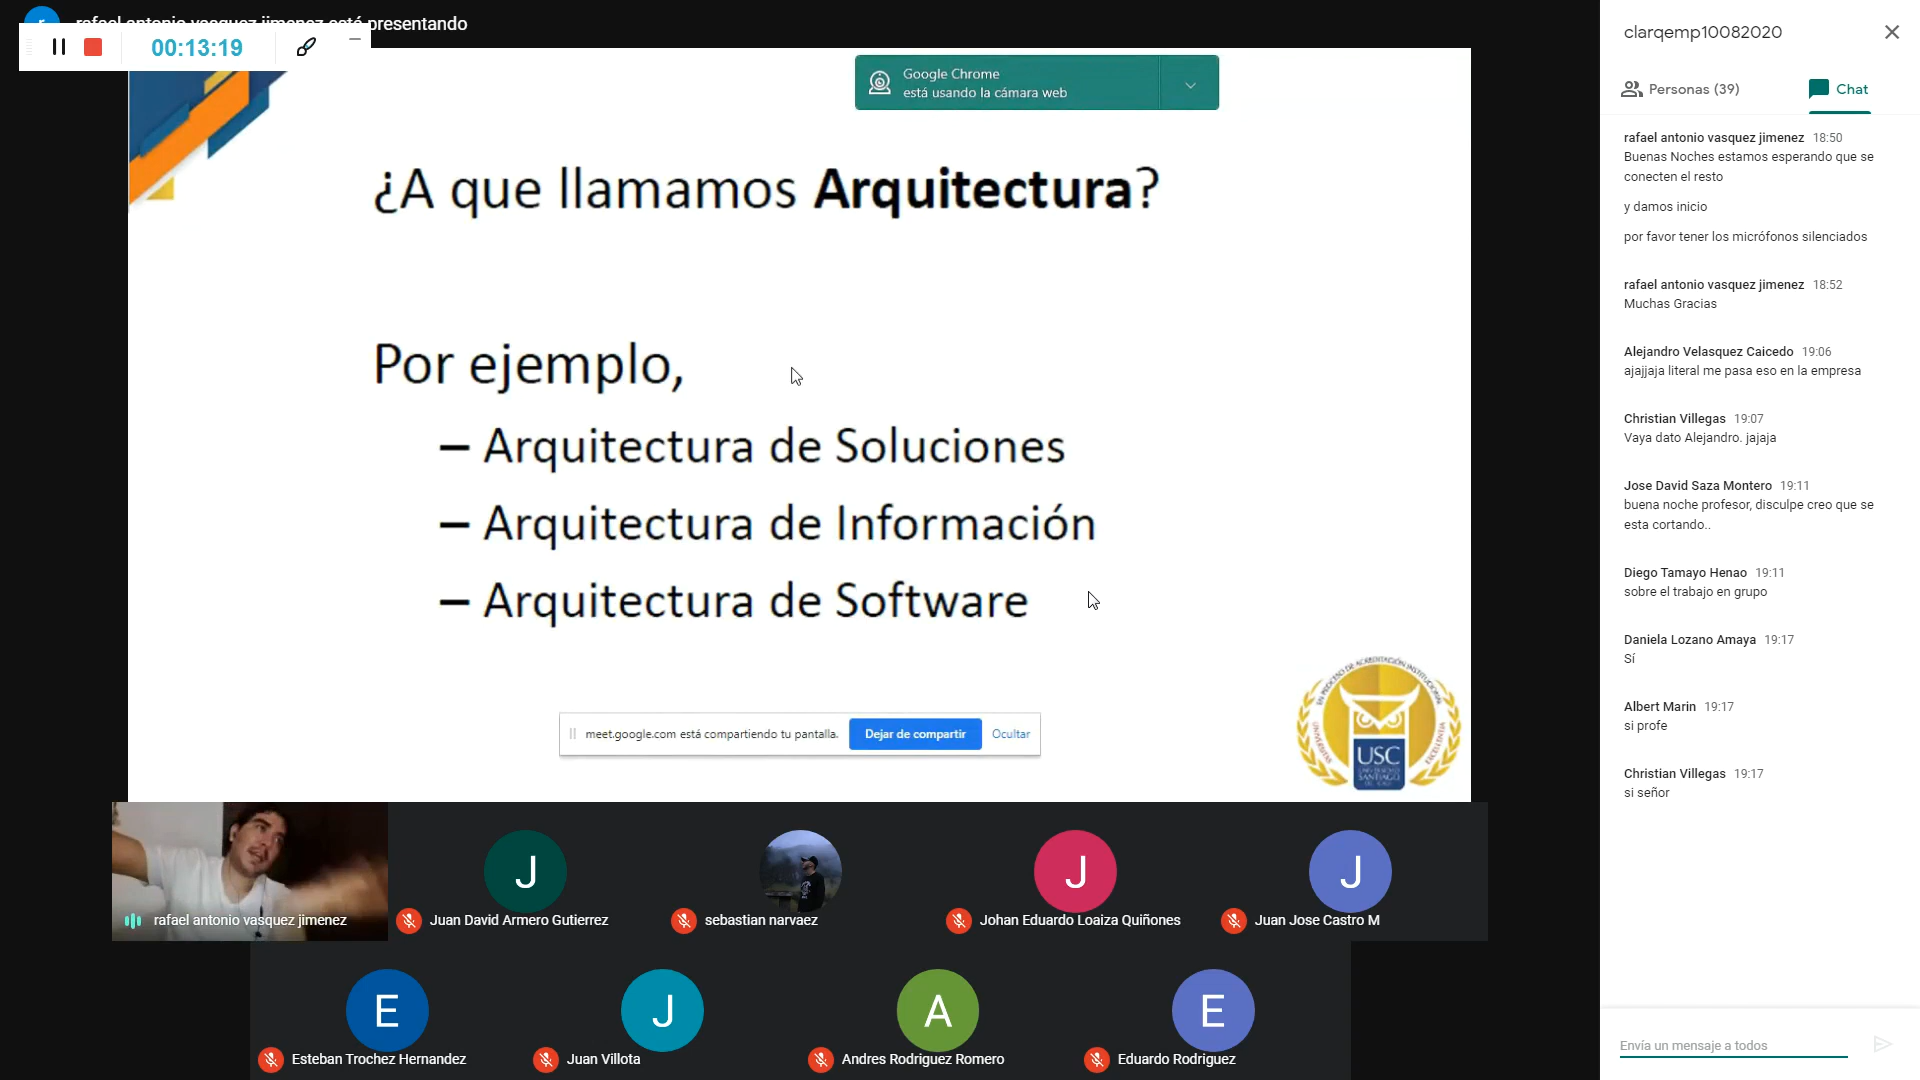 rafael antonio vasquez jimenez está presentando
00:13:19
Google Chrome
está usando la cámara web
¿A que llamamos Arquitectura?
Por ejemplo,
– Arquitectura de Soluciones
– Arquitectura de Información
– Arquitectura de Software
meet.google.com está compartiendo tu pantalla.
Dejar de compartir
Ocultar
USC
SANTIAGO
rafael antonio vasquez jimenez
J
Juan David Armero Gutierrez
sebastian narvaez
J
Johan Eduardo Loaiza Quiñones
J
Juan Jose Castro M
E
Esteban Trochez Hernandez
J
Juan Villota
A
Andres Rodriguez Romero
E
Eduardo Rodriguez
clarqemp10082020
Personas (39)
Chat
rafael antonio vasquez jimenez 18:50
Buenas Noches estamos esperando que se
conecten el resto
y damos inicio
por favor tener los micrófonos silenciados
rafael antonio vasquez jimenez 18:52
Muchas Gracias
Alejandro Velasquez Caicedo 19:06
ajajjaja literal me pasa eso en la empresa
Christian Villegas 19:07
Vaya dato Alejandro. jajaja
Jose David Saza Montero 19:11
buena noche profesor, disculpe creo que se
esta cortando..
Diego Tamayo Henao 19:11
sobre el trabajo en grupo
Daniela Lozano Amaya 19:17
Sí
Albert Marin 19:17
si profe
Christian Villegas 19:17
si señor
Envía un mensaje a todos